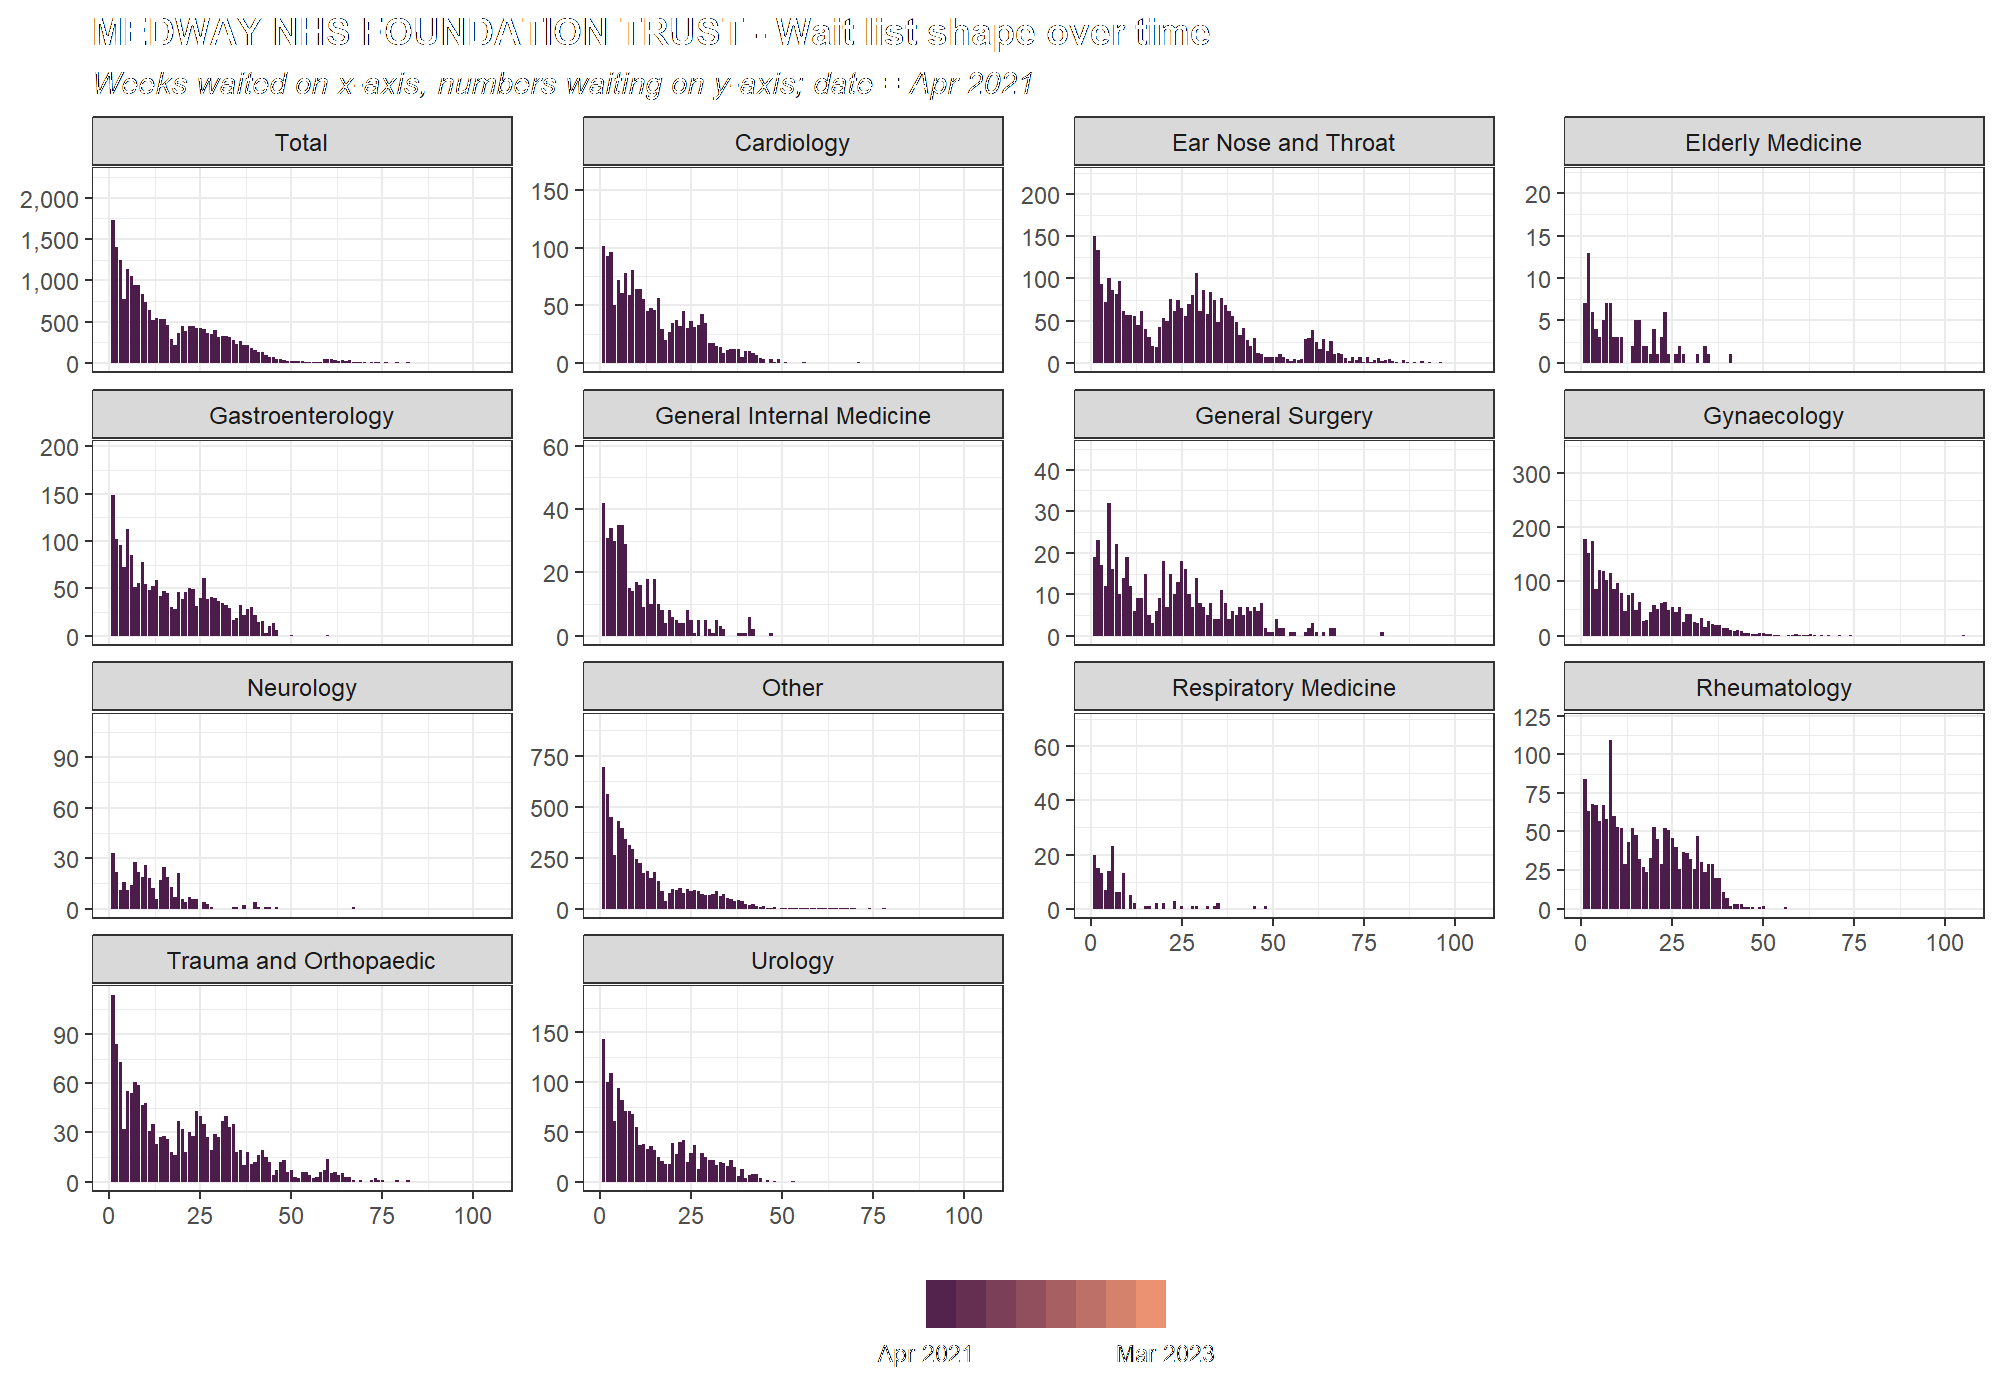 MEDWAY NHS FOUNDATION TRUST - Wait list shape over time
Weeks waited on x-axis, numbers waiting on y-axis; date = Apr 2021
Total
Cardiology
Ear Nose and Throat
Elderly Medicine
2,000
1,500
1,000
500
0
150
100
50
0
200
150
100
50
0
20
15
10
5
0
Gastroenterology
General Internal Medicine
General Surgery
Gynaecology
200
150
100
50
0
60
40
20
0
40
30
20
10
0
300
200
100
0
Neurology
Other
Respiratory Medicine
Rheumatology
90
60
30
0
750
500
250
0
60
40
20
0
125
100
75
50
25
0
0 25 50 75 100
0 25 50 75 100
Trauma and Orthopaedic
Urology
90
60
30
0
150
100
50
0
0 25 50 75 100
0 25 50 75 100
Apr 2021
Mar 2023